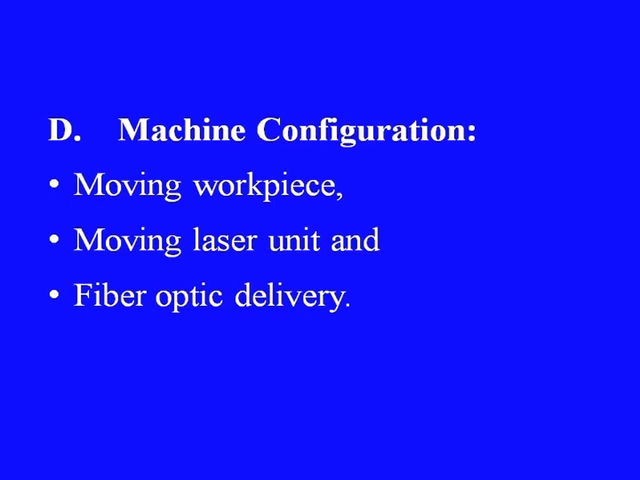 D. Machine Configuration:
• Moving workpiece,
• Moving laser unit and
• Fiber optic delivery.